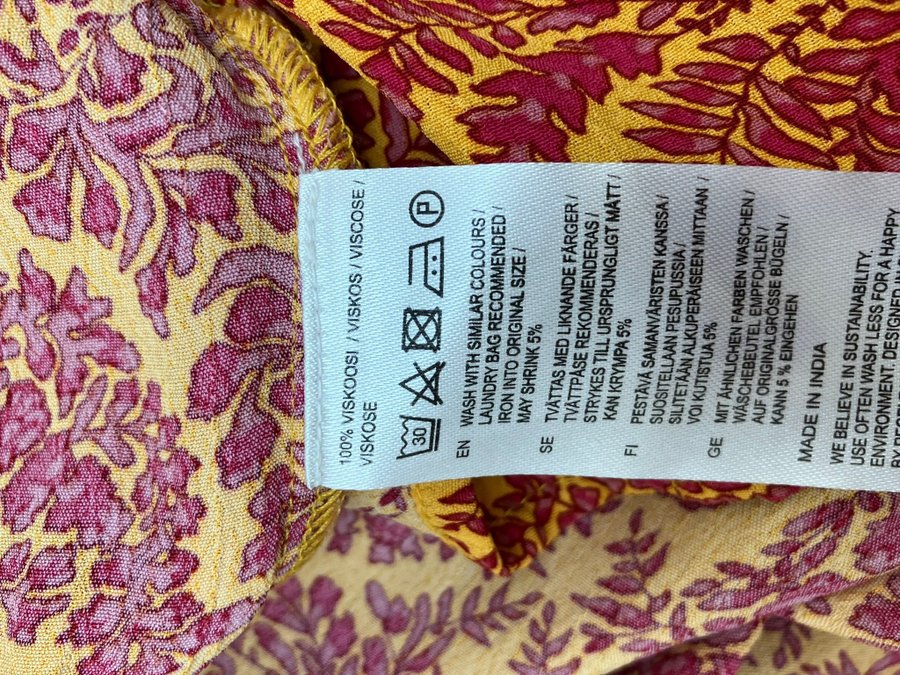 100% VISKOOSI / VISKOS / VISCOSE /
VISKOSE
30 P
EN
WASH WITH SIMILAR COLOURS /
LAUNDRY BAG RECOMMENDED /
IRON INTO ORIGINAL SIZE /
MAY SHRINK 5%
SE
TVÄTTAS MED LIKNANDE FÄRGER /
TVÄTTPÅSE REKOMMENDERAS /
STRYKES TILL URSPRUNGLIGT MÅTT /
KAN KRYMPA 5%
FI
PESTÄVÄ SAMANVÄRISTEN KANSSA /
SUOSITELLAAN PESUPUSSIA /
SILITETÄÄN ALKUPERÄISEEN MITTAAN /
VOI KUTISTUA 5%
GE
MIT ÄHNLICHEN FARBEN WASCHEN /
WÄSCHEBEUTEL EMPFOHLEN /
AUF ORIGINALGRÖSSE BÜGELN /
KANN 5 % EINGEHEN
MADE IN INDIA
WE BELIEVE IN SUSTAINABILITY.
USE OFTEN WASH LESS FOR A HAPPY
ENVIRONMENT. DESIGNED IN